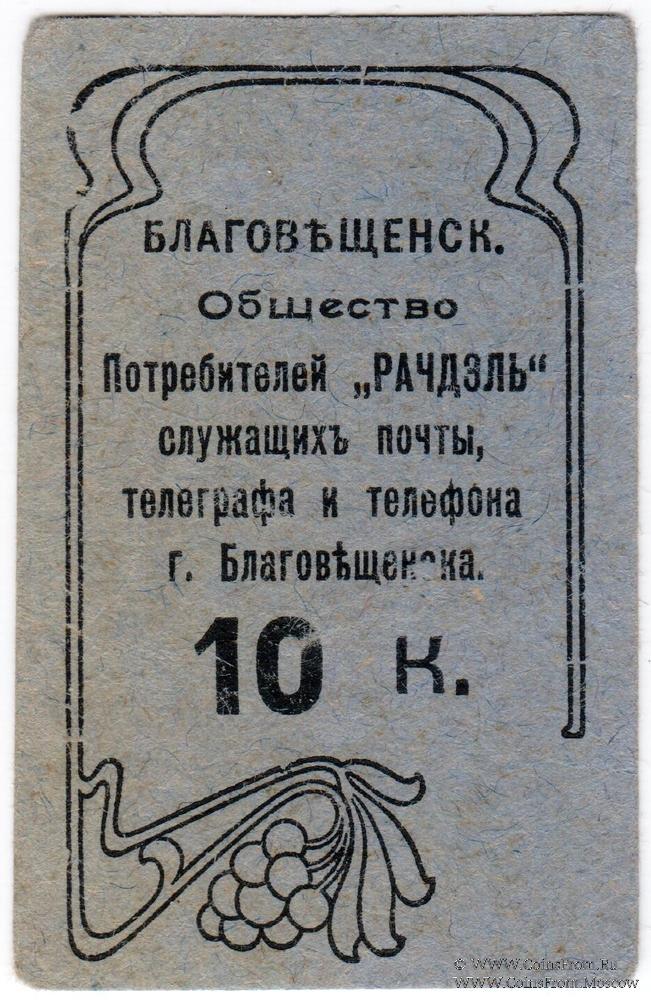 БЛАГОВѢЩЕНСК.
Общество
Потребителей „РАЧДЭЛЬ“
служащихъ почты,
телеграфа и телефона
г. Благовѣщенска.
10 к.
© WWW.CoinsFrom.Ru
WWW.CoinsFrom.Moscow